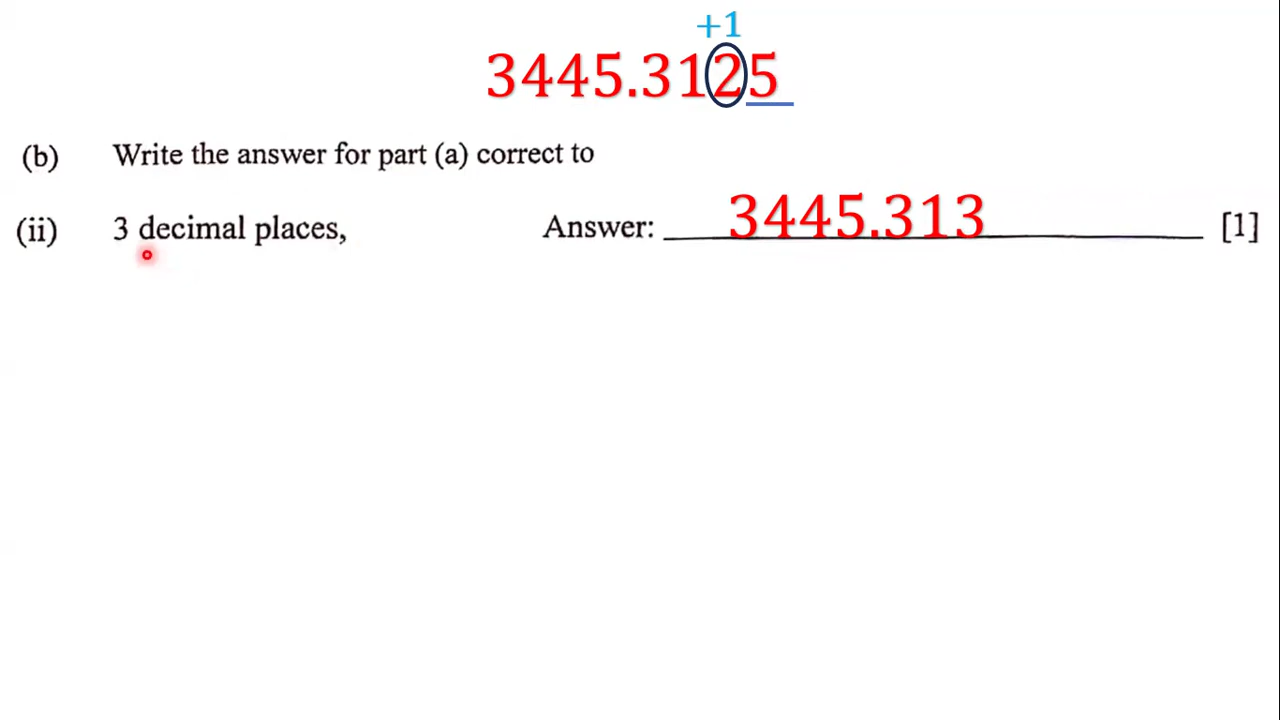 +1
3445.3125
(b) Write the answer for part (a) correct to
(ii) 3 decimal places, Answer: 3445.313 [1]